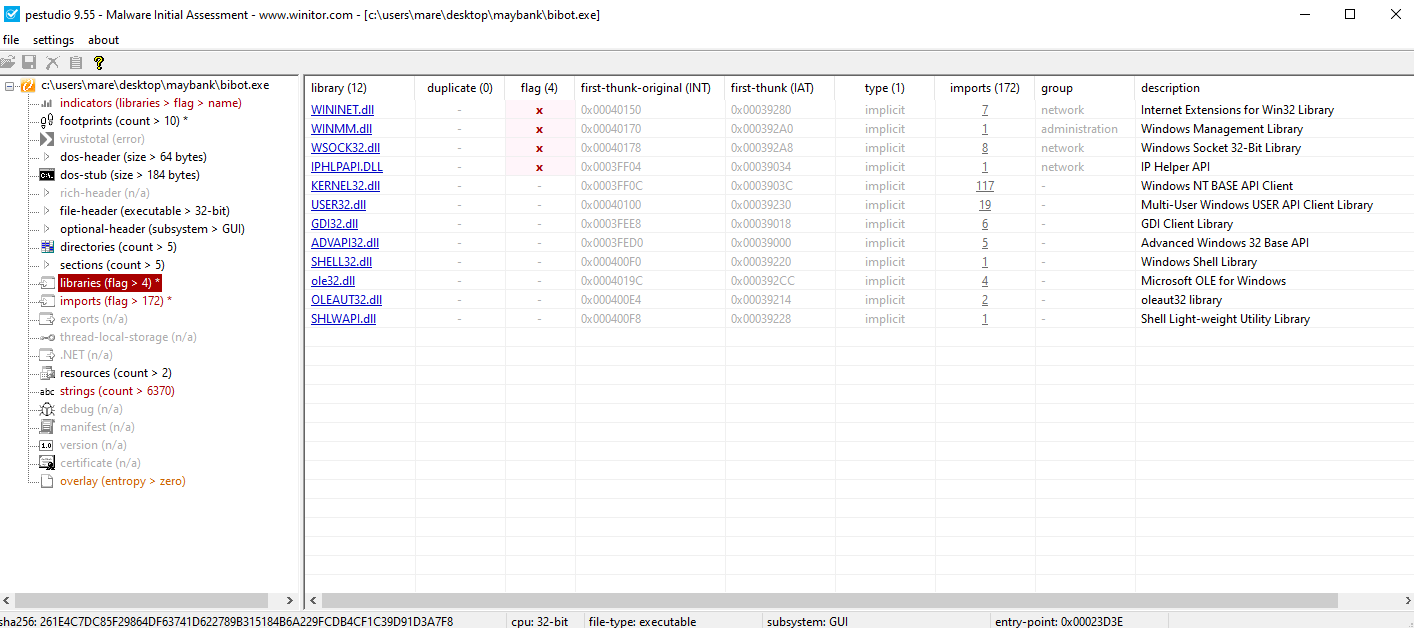 pestudio 9.55 - Malware Initial Assessment - www.winitor.com - [c:\users\mare\desktop\maybank\bibot.exe]
file settings about
c:\users\mare\desktop\maybank\bibot.exe
indicators (libraries > flag > name)
footprints (count > 10) *
virustotal (error)
dos-header (size > 64 bytes)
dos-stub (size > 184 bytes)
rich-header (n/a)
file-header (executable > 32-bit)
optional-header (subsystem > GUI)
directories (count > 5)
sections (count > 5)
libraries (flag > 4) *
imports (flag > 172) *
exports (n/a)
thread-local-storage (n/a)
.NET (n/a)
resources (count > 2)
abc strings (count > 6370)
debug (n/a)
manifest (n/a)
1.0 version (n/a)
certificate (n/a)
overlay (entropy > zero)
library (12) duplicate (0) flag (4) first-thunk-original (INT) first-thunk (IAT) type (1) imports (172) group description
WININET.dll - x 0x00040150 0x00039280 implicit 7 network Internet Extensions for Win32 Library
WINMM.dll - x 0x00040170 0x000392A0 implicit 1 administration Windows Management Library
WSOCK32.dll - x 0x00040178 0x000392A8 implicit 8 network Windows Socket 32-Bit Library
IPHLPAPI.DLL - x 0x0003FF04 0x00039034 implicit 1 network IP Helper API
KERNEL32.dll - - 0x0003FF0C 0x0003903C implicit 117 - Windows NT BASE API Client
USER32.dll - - 0x00040100 0x00039230 implicit 19 - Multi-User Windows USER API Client Library
GDI32.dll - - 0x0003FEE8 0x00039018 implicit 6 - GDI Client Library
ADVAPI32.dll - - 0x0003FED0 0x00039000 implicit 5 - Advanced Windows 32 Base API
SHELL32.dll - - 0x000400F0 0x00039220 implicit 1 - Windows Shell Library
ole32.dll - - 0x0004019C 0x000392CC implicit 4 - Microsoft OLE for Windows
OLEAUT32.dll - - 0x000400E4 0x00039214 implicit 2 - oleaut32 library
SHLWAPI.dll - - 0x000400F8 0x00039228 implicit 1 - Shell Light-weight Utility Library
sha256: 261E4C7DC85F29864DF63741D622789B315184B6A229FCDB4CF1C39D91D3A7F8 cpu: 32-bit file-type: executable subsystem: GUI entry-point: 0x00023D3E